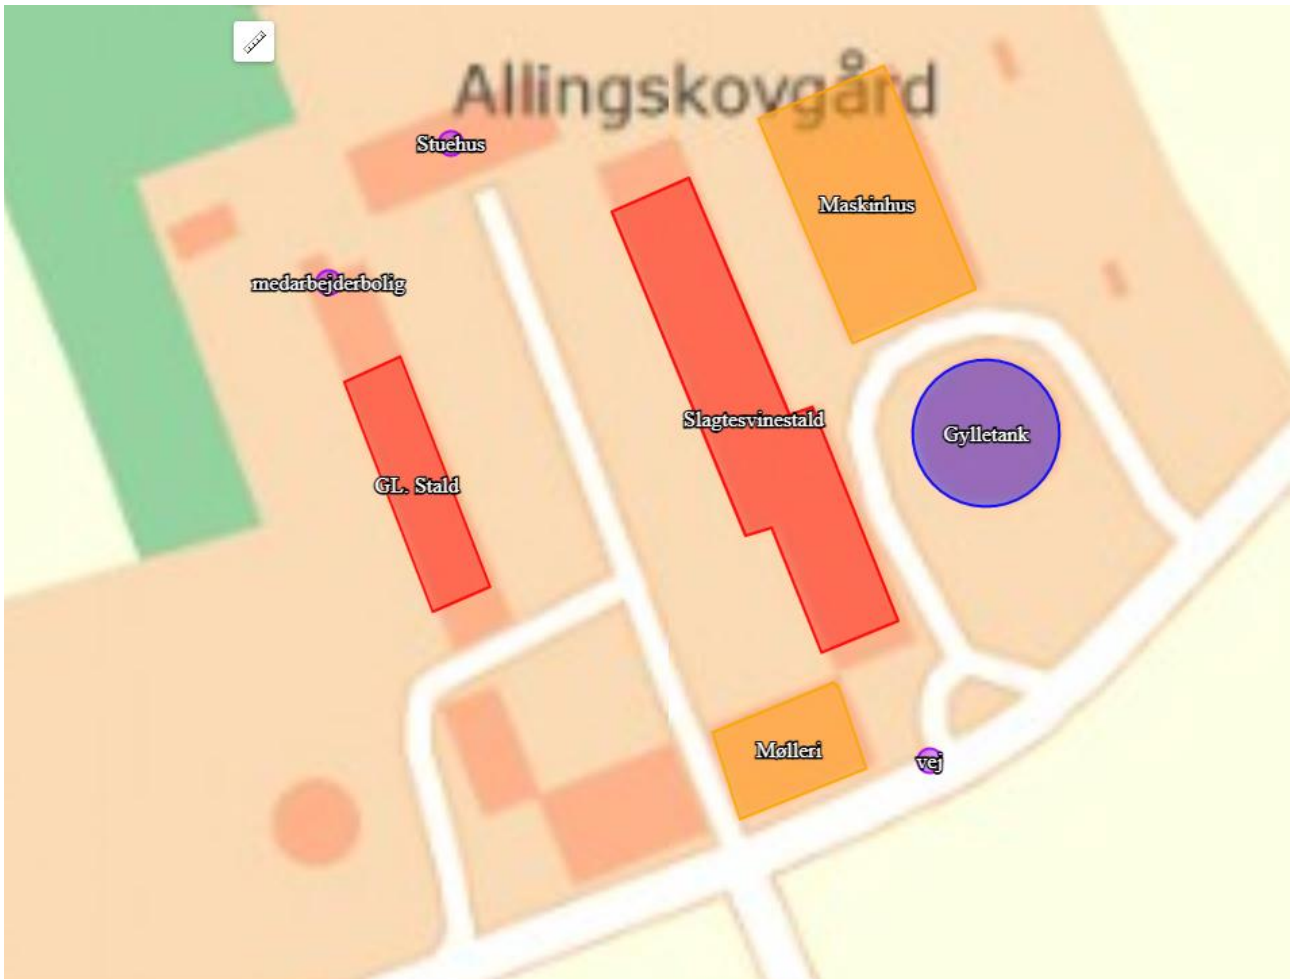 Allingskovgård
Stuehus
Maskinhus
medarbejderbolig
Slagtesvinestald
Gylletank
GL. Stald
Mølleri
vej